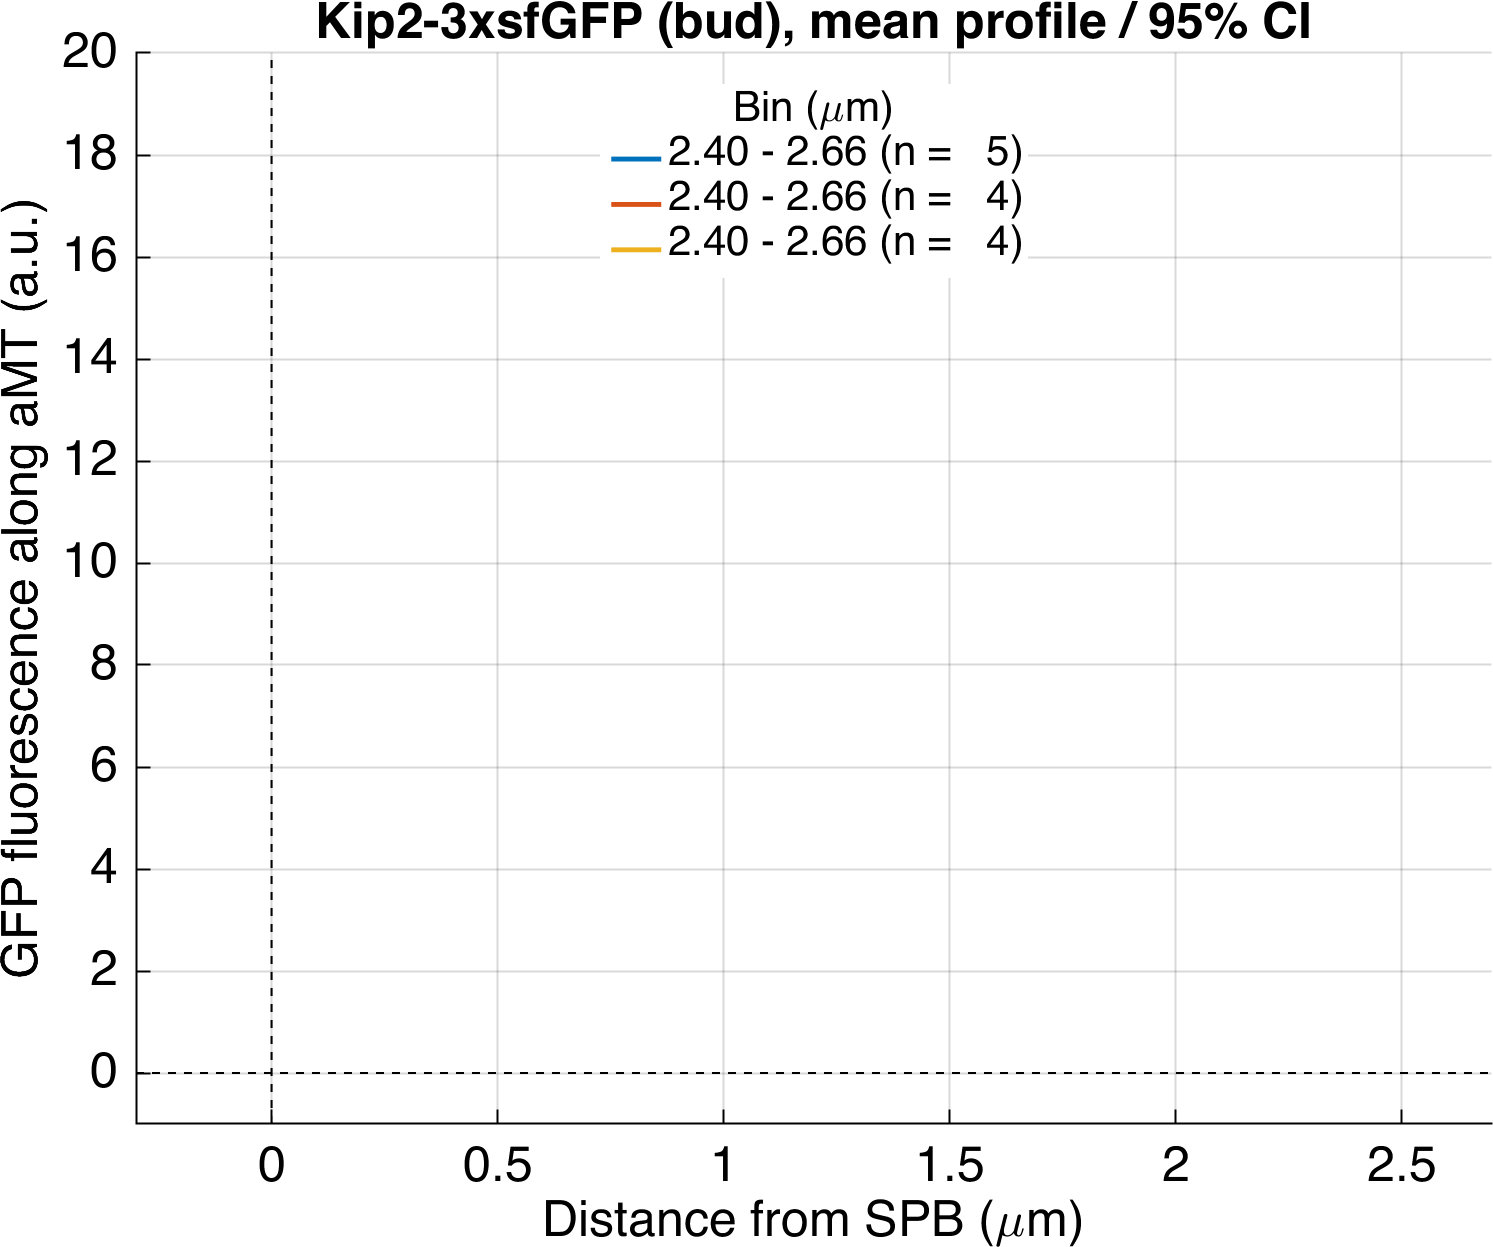 Kip2-3xsfGFP (bud), mean profile / 95% CI
GFP fluorescence along aMT (a.u.)
20
18
16
14
12
10
8
6
4
2
0
Bin (μm)
2.40 - 2.66 (n = 5)
2.40 - 2.66 (n = 4)
2.40 - 2.66 (n = 4)
0 0.5 1 1.5 2 2.5
Distance from SPB (μm)